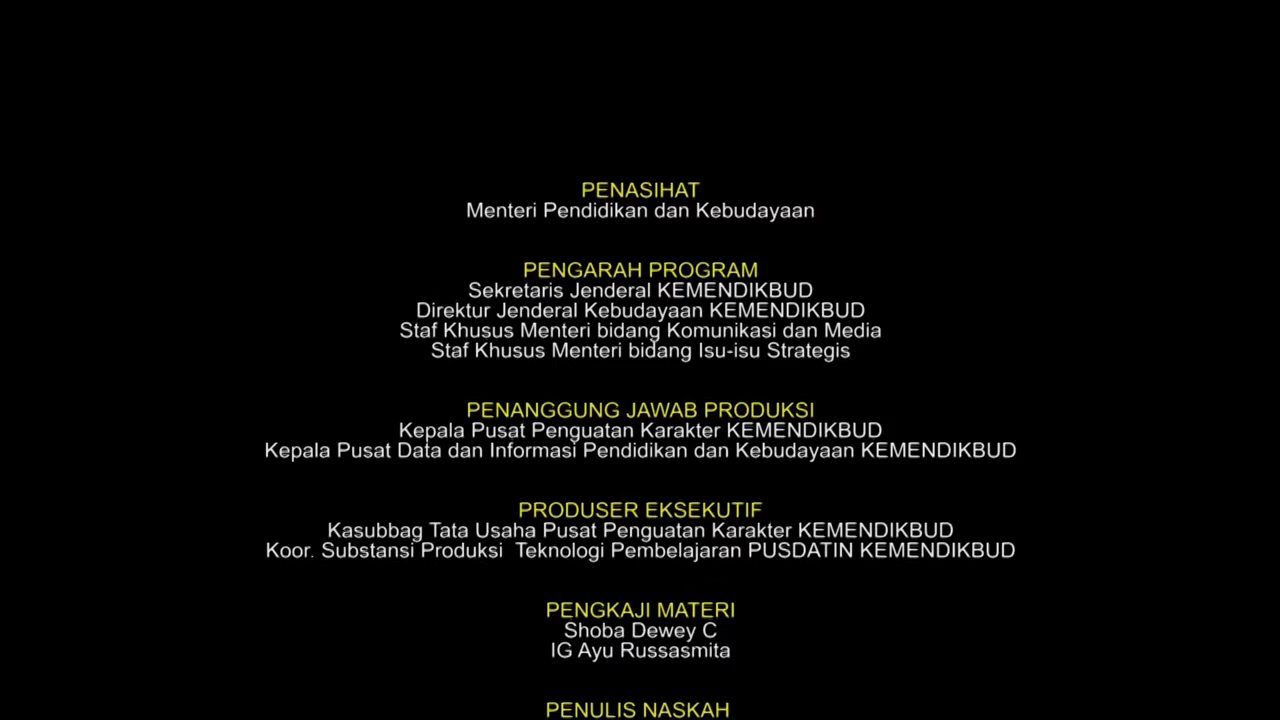 PENASIHAT
Menteri Pendidikan dan Kebudayaan
PENGARAH PROGRAM
Sekretaris Jenderal KEMENDIKBUD
Direktur Jenderal Kebudayaan KEMENDIKBUD
Staf Khusus Menteri bidang Komunikasi dan Media
Staf Khusus Menteri bidang Isu-isu Strategis
PENANGGUNG JAWAB PRODUKSI
Kepala Pusat Penguatan Karakter KEMENDIKBUD
Kepala Pusat Data dan Informasi Pendidikan dan Kebudayaan KEMENDIKBUD
PRODUSER EKSEKUTIF
Kasubbag Tata Usaha Pusat Penguatan Karakter KEMENDIKBUD
Koor. Substansi Produksi  Teknologi Pembelajaran PUSDATIN KEMENDIKBUD
PENGKAJI MATERI
Shoba Dewey C
IG Ayu Russasmita
PENULIS NASKAH